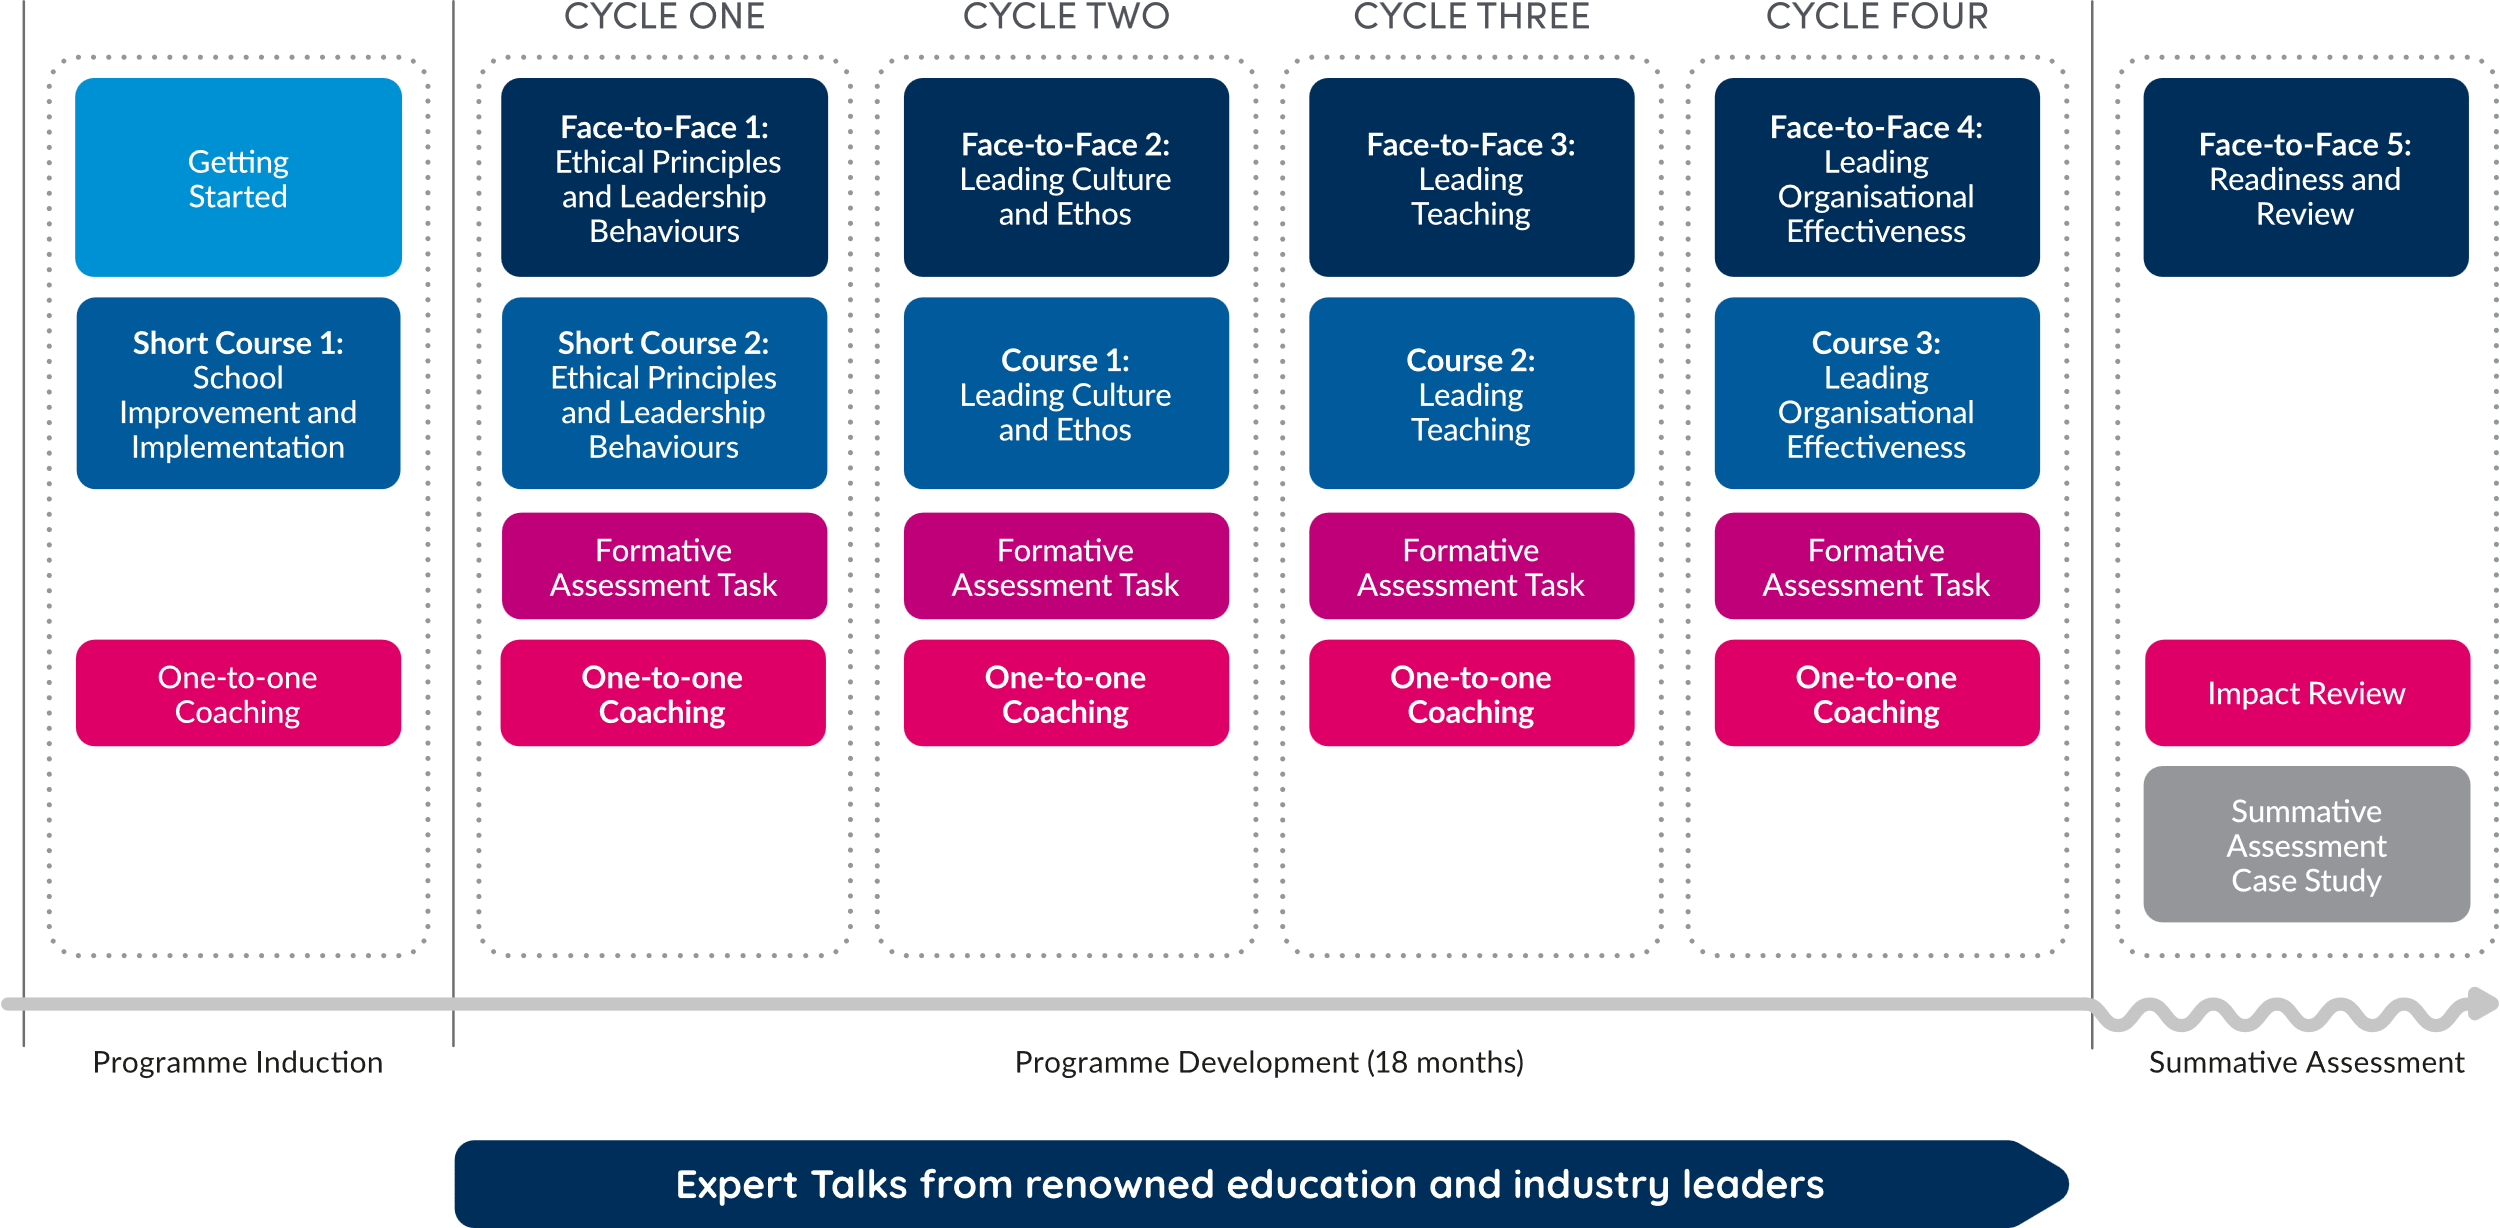 CYCLE ONE
CYCLE TWO
CYCLE THREE
CYCLE FOUR
Getting
Started
Short Course 1:
School
Improvement and
Implementation
One-to-one
Coaching
Face-to-Face 1:
Ethical Principles
and Leadership
Behaviours
Short Course 2:
Ethical Principles
and Leadership
Behaviours
Formative
Assessment Task
One-to-one
Coaching
Face-to-Face 2:
Leading Culture
and Ethos
Course 1:
Leading Culture
and Ethos
Formative
Assessment Task
One-to-one
Coaching
Face-to-Face 3:
Leading
Teaching
Course 2:
Leading
Teaching
Formative
Assessment Task
One-to-one
Coaching
Face-to-Face 4:
Leading
Organisational
Effectiveness
Course 3:
Leading
Organisational
Effectiveness
Formative
Assessment Task
One-to-one
Coaching
Face-to-Face 5:
Readiness and
Review
Impact Review
Summative
Assessment
Case Study
Programme Induction
Programme Development (18 months)
Summative Assessment
Expert Talks from renowned education and industry leaders